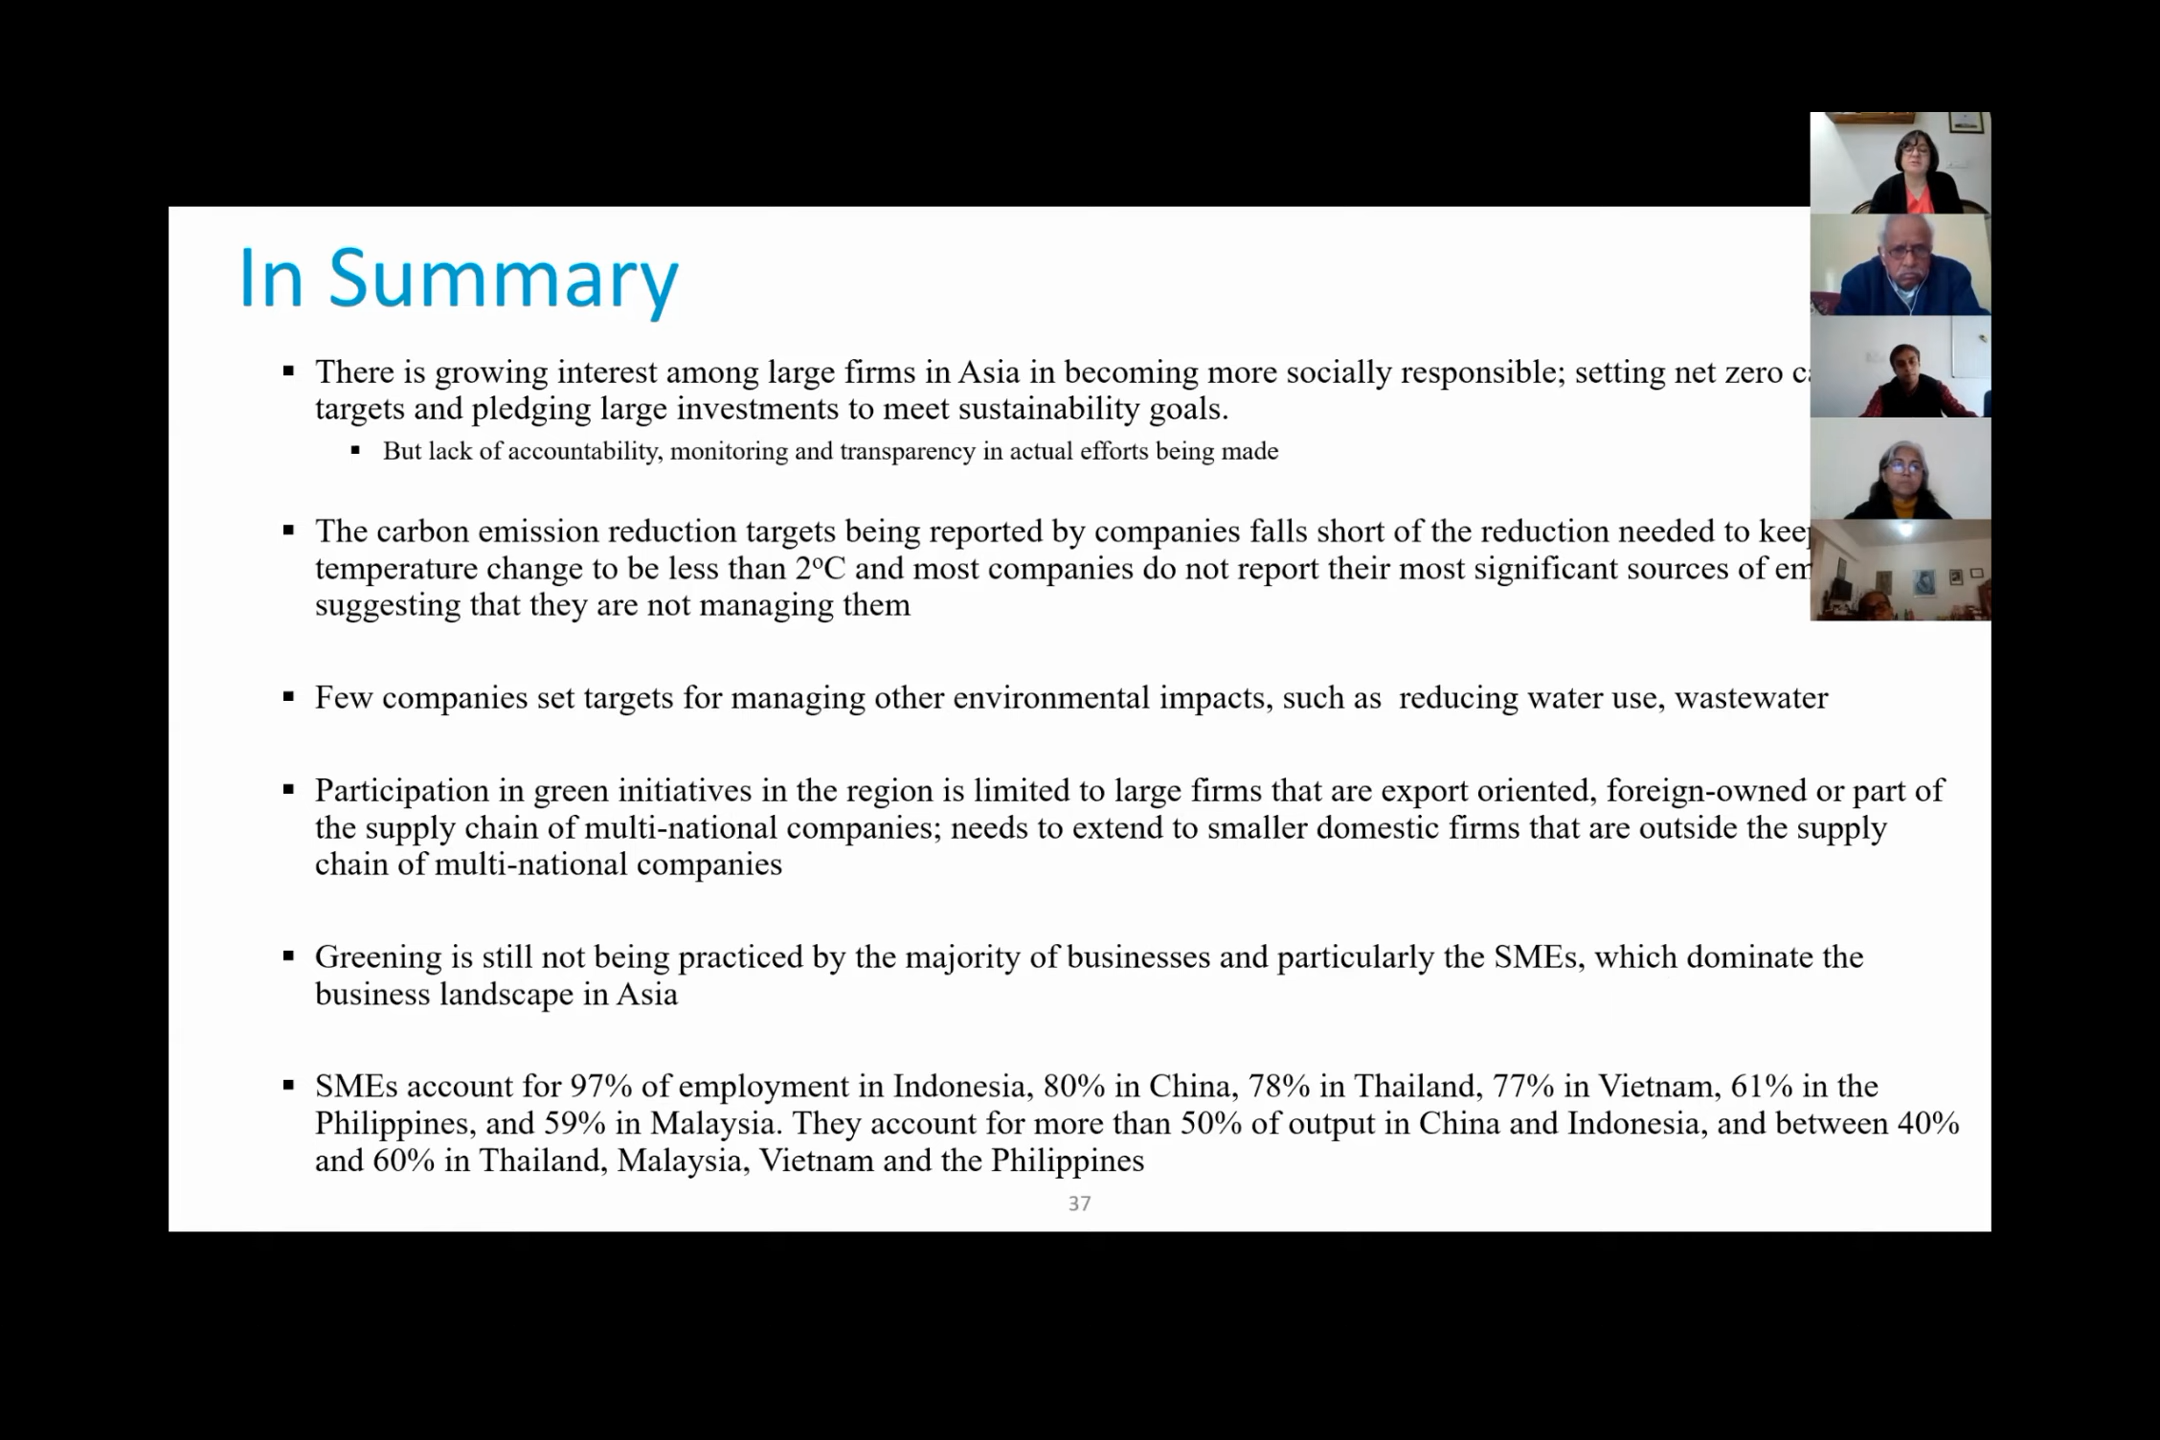 In Summary
There is growing interest among large firms in Asia in becoming more socially responsible; setting net zero
targets and pledging large investments to meet sustainability goals.
But lack of accountability, monitoring and transparency in actual efforts being made
The carbon emission reduction targets being reported by companies falls short of the reduction needed to
temperature change to be less than 2ºC and most companies do not report their most significant sources of
suggesting that they are not managing them
Few companies set targets for managing other environmental impacts, such as reducing water use, wastewater
Participation in green initiatives in the region is limited to large firms that are export oriented, foreign-owned or part of
the supply chain of multi-national companies; needs to extend to smaller domestic firms that are outside the supply
chain of multi-national companies
Greening is still not being practiced by the majority of businesses and particularly the SMEs, which dominate the
business landscape in Asia
SMEs account for 97% of employment in Indonesia, 80% in China, 78% in Thailand, 77% in Vietnam, 61% in the
Philippines, and 59% in Malaysia. They account for more than 50% of output in China and Indonesia, and between 40%
and 60% in Thailand, Malaysia, Vietnam and the Philippines
37